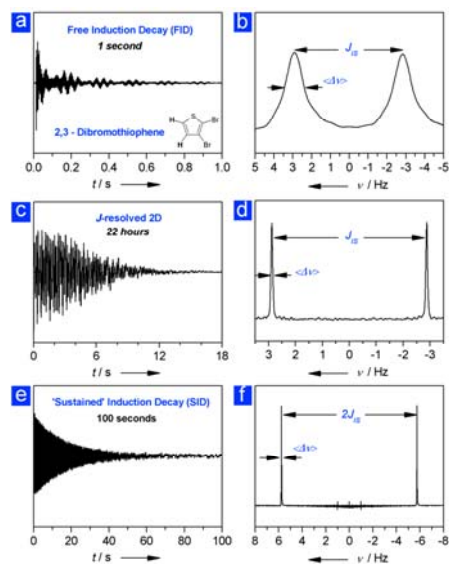 a
Free Induction Decay (FID)
1 second
2,3 - Dibromothiophene
H
H
S
Br
Br
0.0 0.2 0.4 0.6 0.8 1.0
t / s
b
J_IS
<Δν>
5 4 3 2 1 0 -1 -2 -3 -4 -5
ν / Hz
c
J-resolved 2D
22 hours
0 6 12 18
t / s
d
J_IS
<Δν>
3 2 1 0 -1 -2 -3
ν / Hz
e
'Sustained' Induction Decay (SID)
100 seconds
0 20 40 60 80 100
t / s
f
2J_IS
<Δν>
8 6 4 2 0 -2 -4 -6 -8
ν / Hz